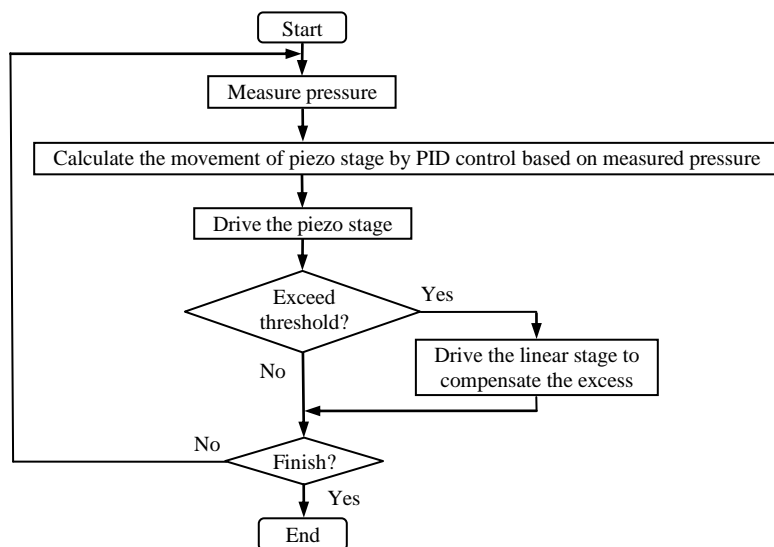 Start
Measure pressure
Calculate the movement of piezo stage by PID control based on measured pressure
Drive the piezo stage
Exceed
threshold?
Yes
Drive the linear stage to
compensate the excess
No
No
Finish?
Yes
End